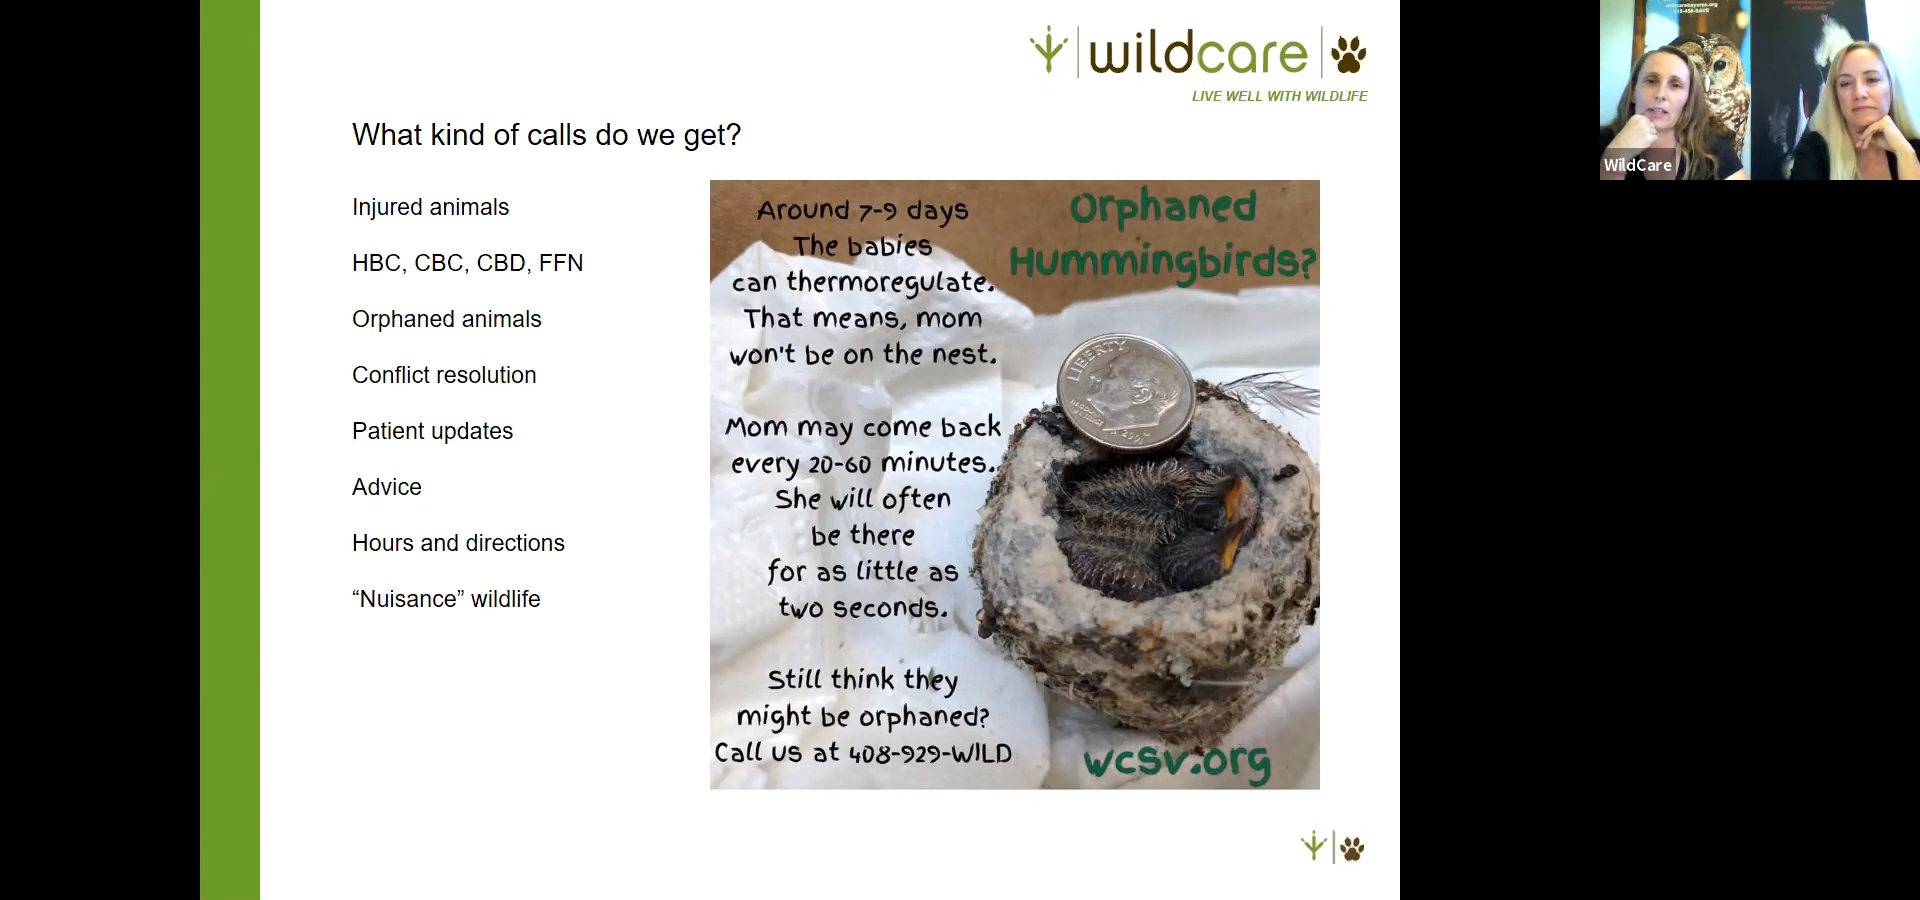 wildcare
LIVE WELL WITH WILDLIFE
What kind of calls do we get?
Injured animals
HBC, CBC, CBD, FFN
Orphaned animals
Conflict resolution
Patient updates
Advice
Hours and directions
“Nuisance” wildlife
Around 7-9 days
The babies
can thermoregulate.
That means, mom
won't be on the nest.
Mom may come back
every 20-60 minutes.
She will often
be there
for as little as
two seconds.
Still think they
might be orphaned?
Call us at 408-929-WILD
Orphaned
Hummingbirds?
LIBERTY
wcsv.org
WildCare